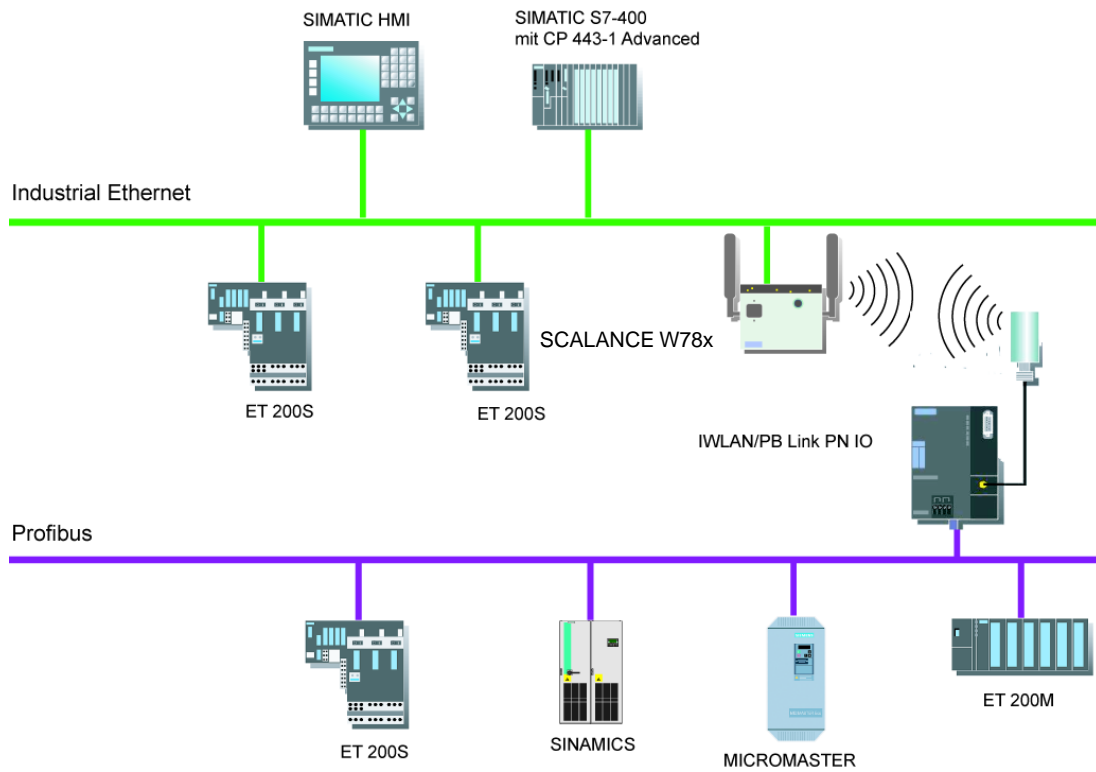 SIMATIC HMI
SIMATIC S7-400
mit CP 443-1 Advanced
Industrial Ethernet
SCALANCE W78x
ET 200S
ET 200S
IWLAN/PB Link PN IO
Profibus
ET 200M
SINAMICS
ET 200S
MICROMASTER